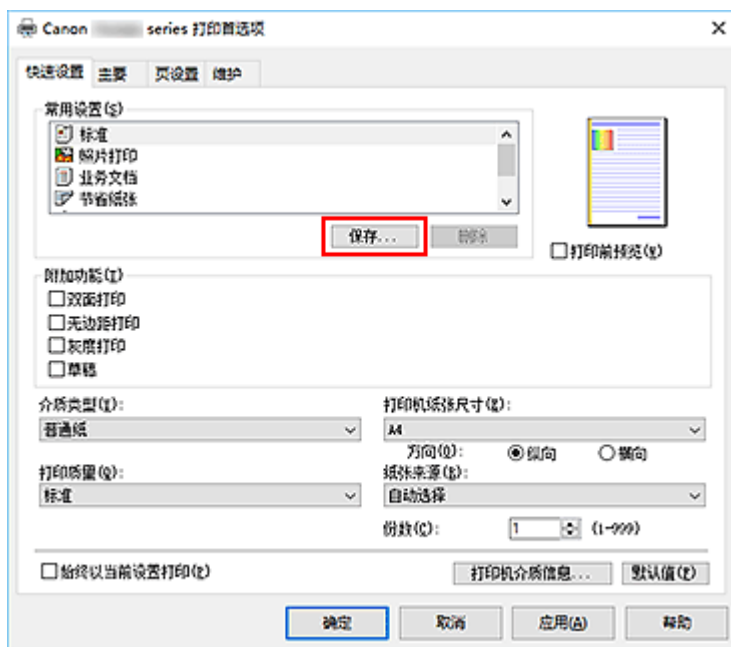 Canon series 打印首选项
快速设置 主要 页设置 维护
常用设置(S)
标准
照片打印
业务文档
节省纸张
保存... 删除
打印前预览(V)
附加功能(I)
双面打印
无边距打印
灰度打印
草稿
介质类型(T): 打印机纸张尺寸(Z):
普通纸 A4
方向(O): 纵向 横向
打印质量(Q): 纸张来源(B):
标准 自动选择
份数(C): 1 (1-999)
始终以当前设置打印(R)
打印机介质信息... 默认值(F)
确定 取消 应用(A) 帮助